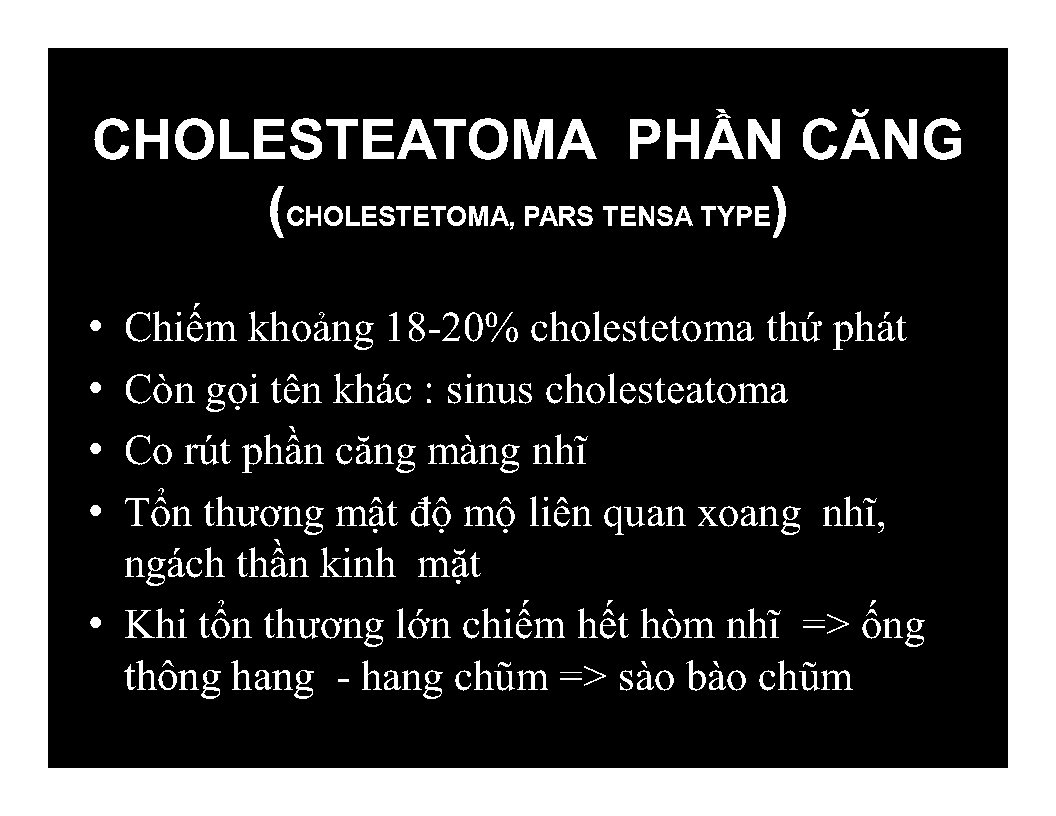 CHOLESTEATOMA PHẦN CĂNG
(CHOLESTETOMA, PARS TENSA TYPE)
• Chiếm khoảng 18-20% cholestetoma thứ phát
• Còn gọi tên khác : sinus cholesteatoma
• Co rút phần căng màng nhĩ
• Tổn thương mật độ mộ liên quan xoang nhĩ,
ngách thần kinh mặt
• Khi tổn thương lớn chiếm hết hòm nhĩ => ống
thông hang - hang chũm => sào bào chũm